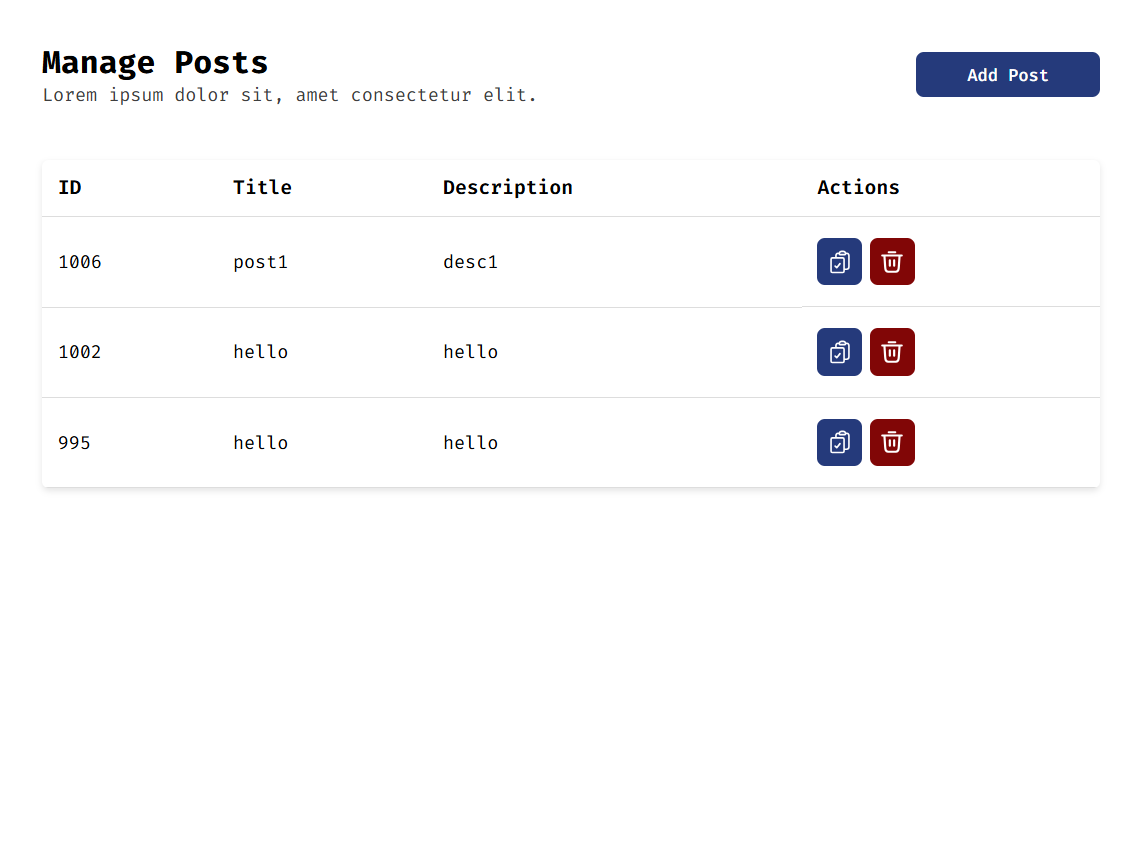 Manage Posts
Lorem ipsum dolor sit, amet consectetur elit.
Add Post
ID Title Description Actions
1006 post1 desc1
1002 hello hello
995 hello hello